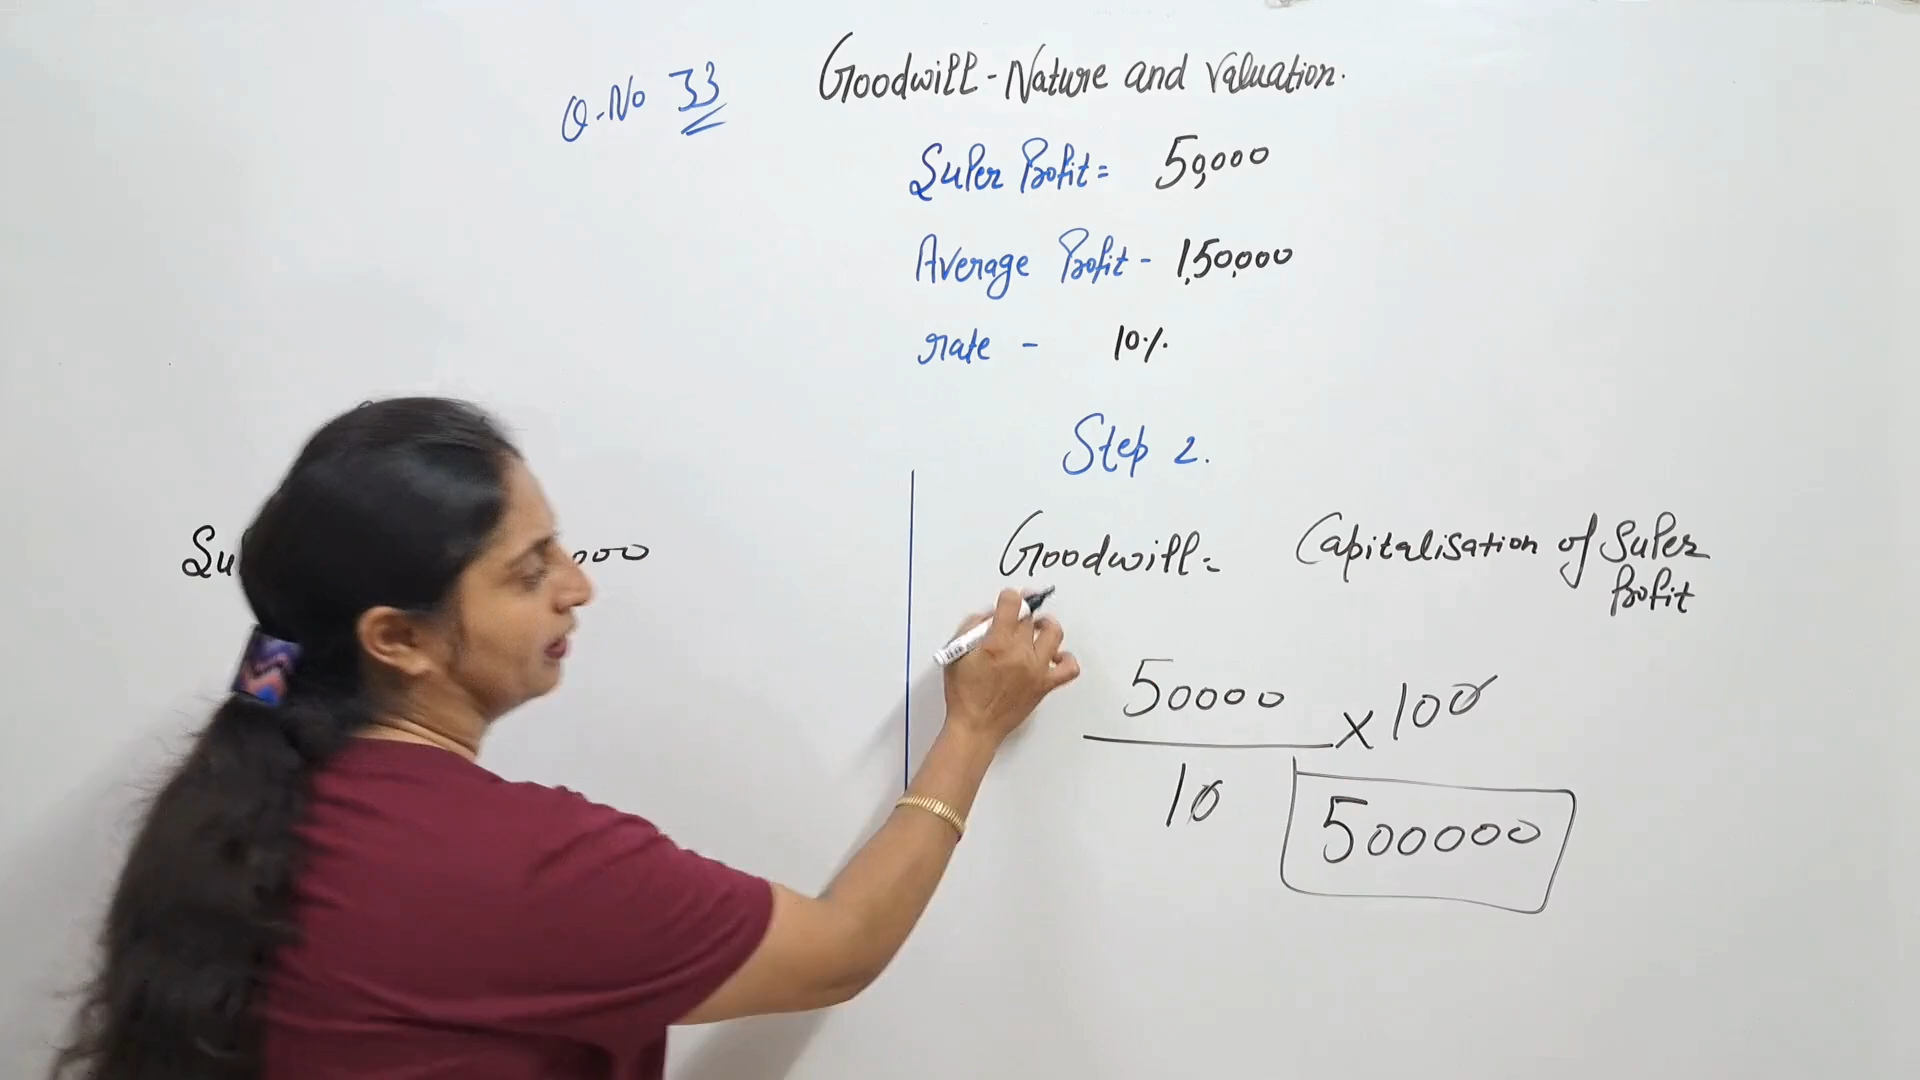 Q.No 33
Goodwill - Nature and Valuation.
Super Profit = 50,000
Average Profit - 1,50,000
rate - 10%
Step 2.
Goodwill = Capitalisation of Super
Profit
50000 × 100
10
500000